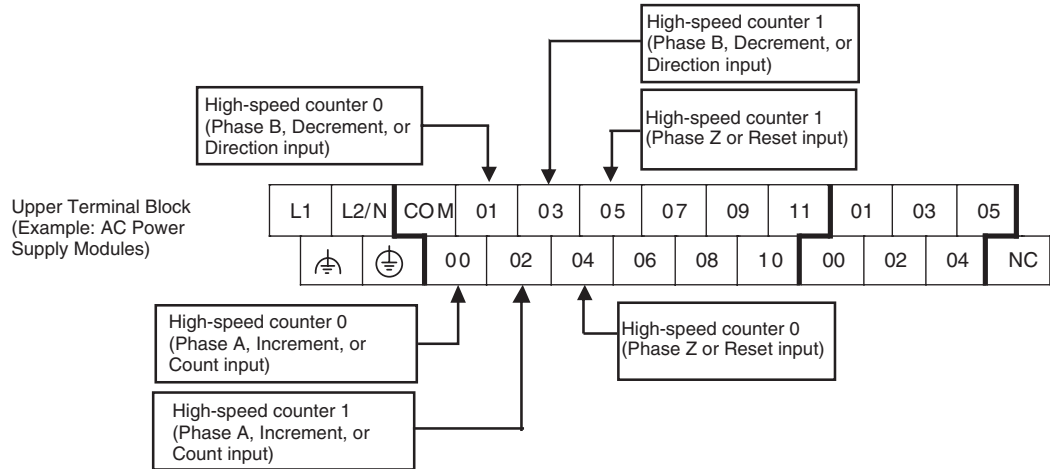 High-speed counter 1
(Phase B, Decrement, or
Direction input)
High-speed counter 0
(Phase B, Decrement, or
Direction input)
High-speed counter 1
(Phase Z or Reset input)
Upper Terminal Block
(Example: AC Power
Supply Modules)
L1 L2/N COM 01 03 05 07 09 11 01 03 05
00 02 04 06 08 10 00 02 04 NC
High-speed counter 0
(Phase A, Increment, or
Count input)
High-speed counter 0
(Phase Z or Reset input)
High-speed counter 1
(Phase A, Increment, or
Count input)